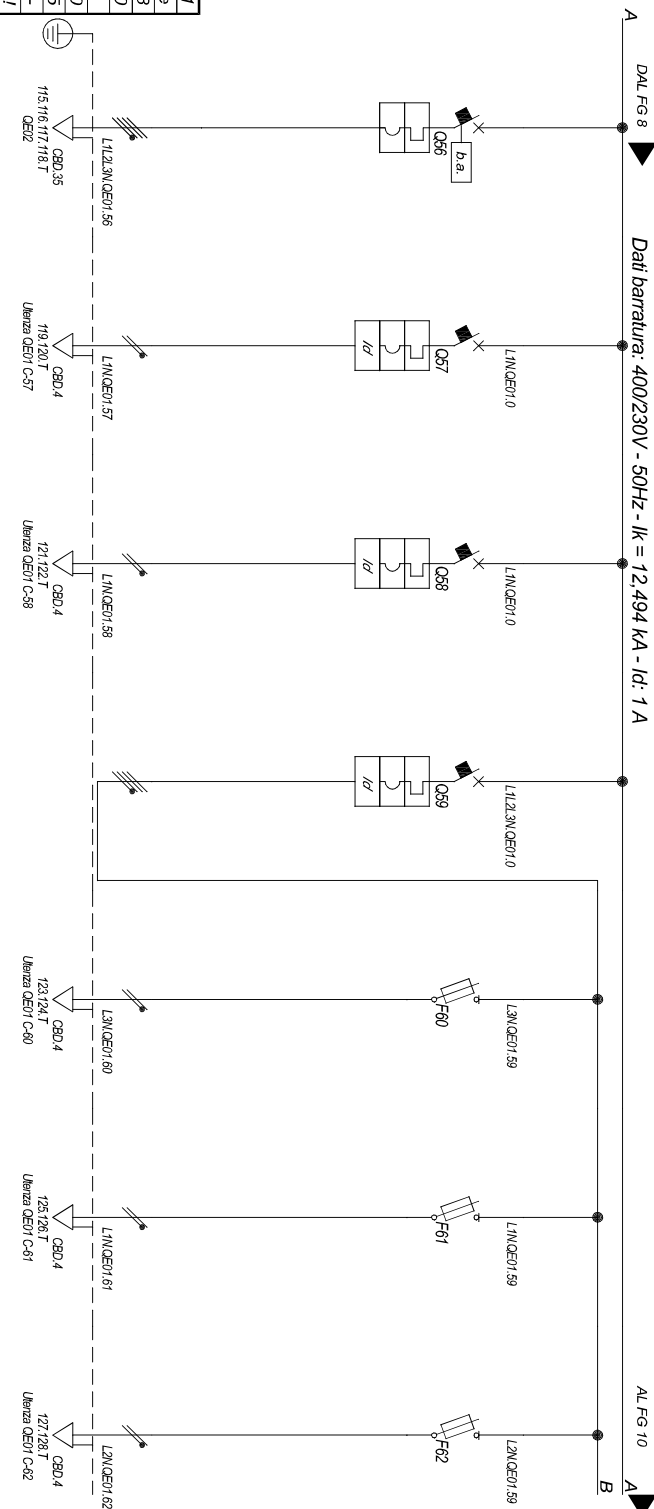 A
DAL FG 8
Dati barratura: 400/230V - 50Hz - Ik = 12,494 kA - Id: 1 A
AL FG 10
A
B
b.a.
Q56
L1L2L3N.QE01.56
CBD.35
115.116.117.118.T
QE02
L1N.QE01.0
Q57
Id
L1N.QE01.57
CBD.4
119.120.T
Utenza QE01 C-57
L1N.QE01.0
Q58
Id
L1N.QE01.58
CBD.4
121.122.T
Utenza QE01 C-58
L1L2L3N.QE01.0
Q59
Id
L3N.QE01.59
F60
L3N.QE01.60
CBD.4
123.124.T
Utenza QE01 C-60
L1N.QE01.59
F61
L1N.QE01.61
CBD.4
125.126.T
Utenza QE01 C-61
L2N.QE01.59
F62
L2N.QE01.62
CBD.4
127.128.T
Utenza QE01 C-62